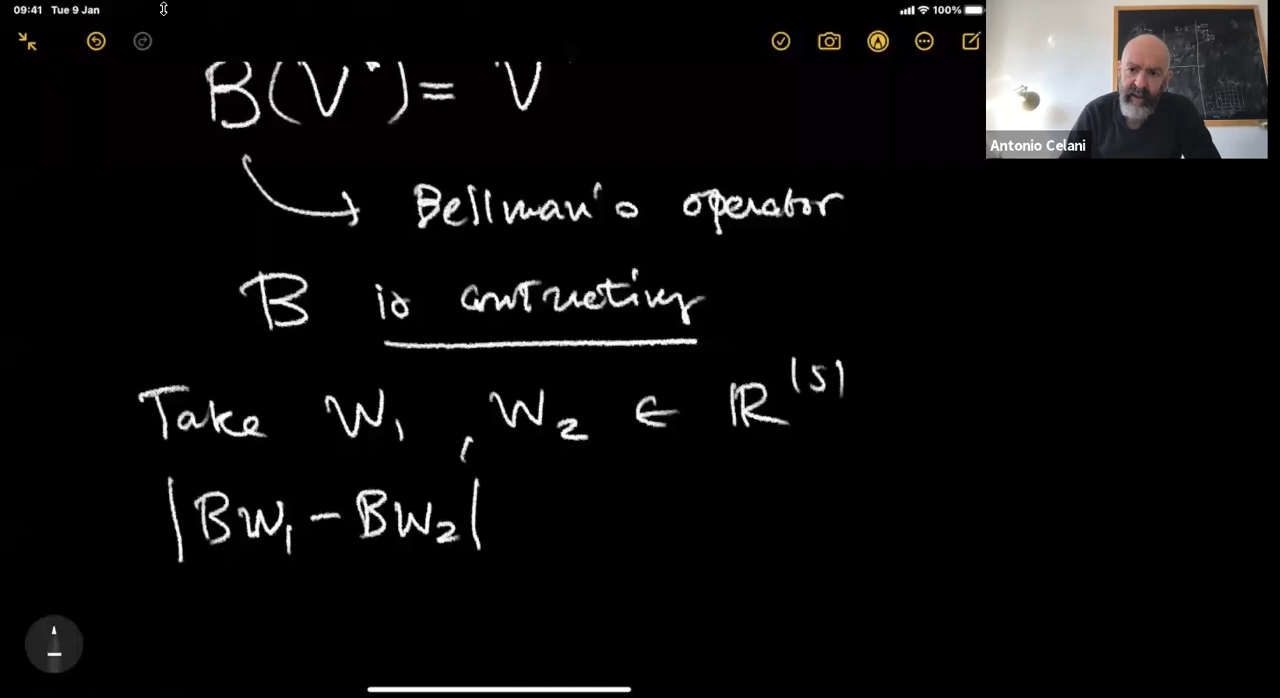 09:41 Tue 9 Jan 100%
B(V*) = V
Bellman's operator
B is contracting
Take W₁, W₂ ∈ ℝ^|S|
|BW₁ - BW₂|
Antonio Celani